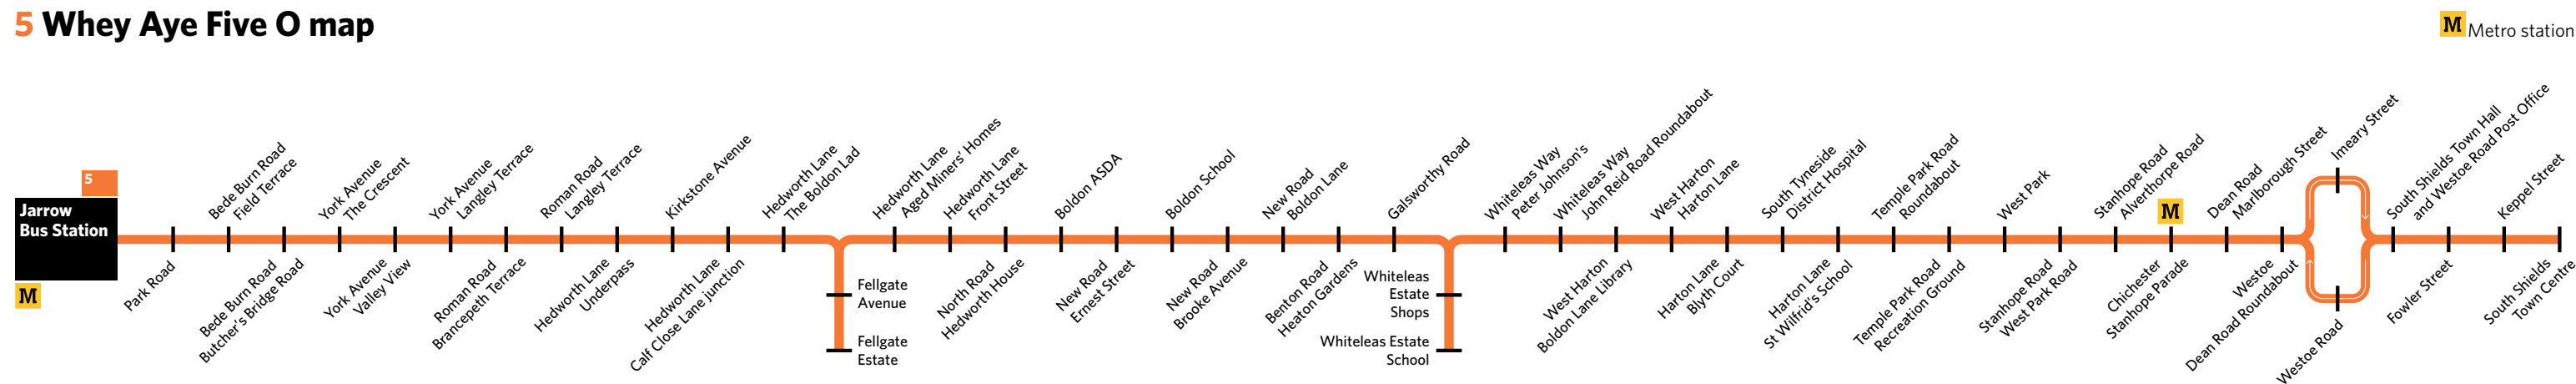 5 Whey Aye Five O map
M Metro station
5
Jarrow
Bus Station
M
Park Road
Bede Burn Road
Field Terrace
Bede Burn Road
Butcher's Bridge Road
York Avenue
The Crescent
York Avenue
Valley View
York Avenue
Langley Terrace
Roman Road
Brancepeth Terrace
Roman Road
Langley Terrace
Hedworth Lane
Underpass
Kirkstone Avenue
Hedworth Lane
Calf Close Lane junction
Hedworth Lane
The Boldon Lad
Fellgate
Avenue
Fellgate
Estate
Hedworth Lane
Aged Miners' Homes
Hedworth Lane
Front Street
North Road
Hedworth House
Boldon ASDA
New Road
Ernest Street
Boldon School
New Road
Brooke Avenue
New Road
Boldon Lane
Benton Road
Heaton Gardens
Galsworthy Road
Whiteleas
Estate
Shops
Whiteleas Estate
School
Whiteleas Way
Peter Johnson's
Whiteleas Way
John Reid Road Roundabout
West Harton
Boldon Lane Library
West Harton
Harton Lane
Harton Lane
Blyth Court
South Tyneside
District Hospital
Harton Lane
St Wilfrid's School
Temple Park Road
Roundabout
Temple Park Road
Recreation Ground
West Park
Stanhope Road
West Park Road
Stanhope Road
Alverthorpe Road
M
Chichester
Stanhope Parade
Dean Road
Marlborough Street
Westoe
Dean Road Roundabout
Imeary Street
Westoe Road
South Shields Town Hall
and Westoe Road Post Office
Fowler Street
Keppel Street
South Shields
Town Centre